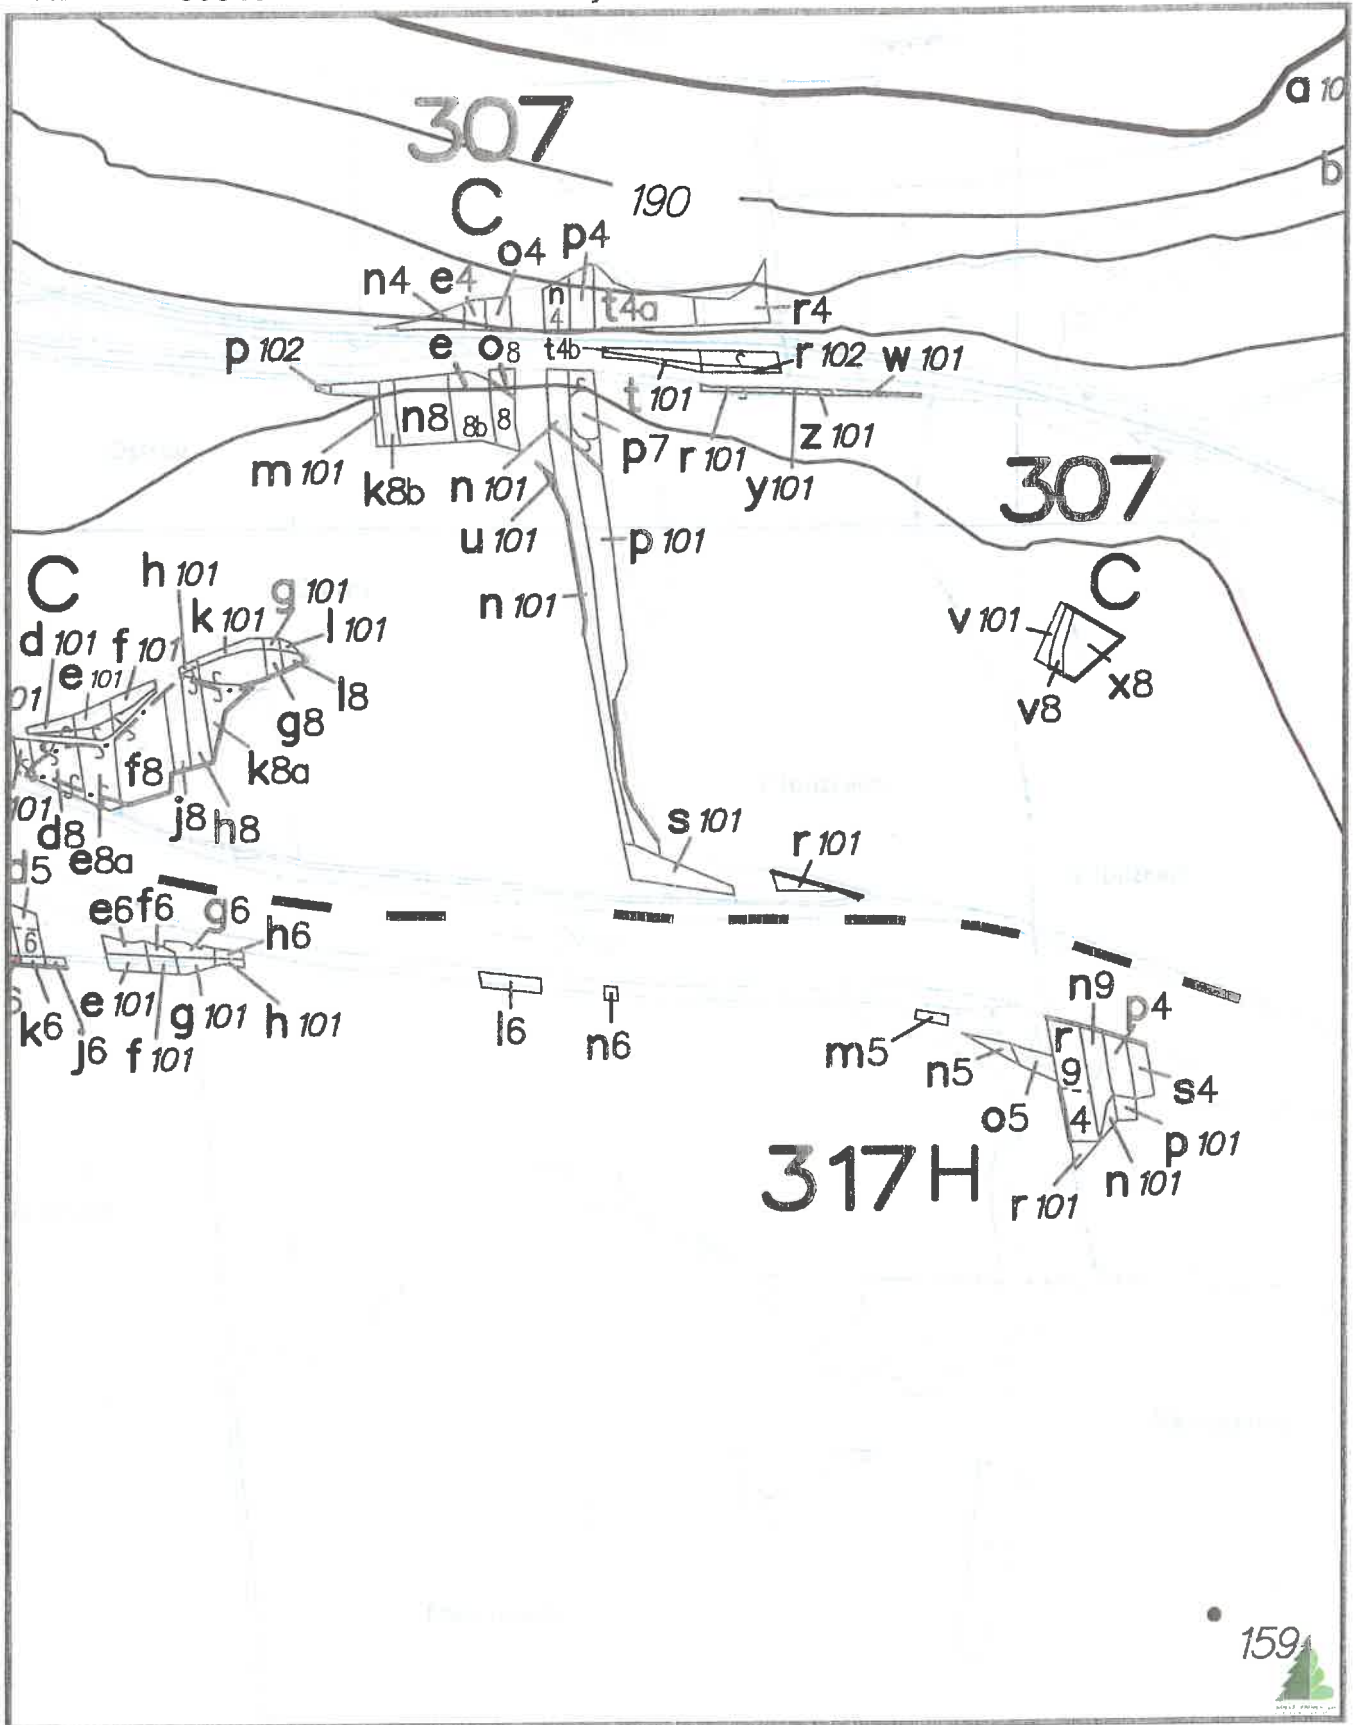 a 10
307
b
C
190
o4
p4
n4
e4
n
4
t4a
r4
p 102
e
o8
t4b
r 102
w 101
t 101
n8
8b
8
p7
r 101
z 101
m 101
k8b
n 101
y101
307
u 101
p 101
C
h 101
g 101
C
k 101
l 101
n 101
v 101
d 101
f 101
e 101
01
l8
x8
g8
v8
f8
k8a
101
d8
j8
h8
s 101
e8a
r 101
d5
e6
f6
g6
h6
6
n9
p4
k6
e 101
g 101
h 101
l6
n6
m5
r
j6
f 101
n5
9
s4
o5
4
p 101
317H
n 101
r 101
159